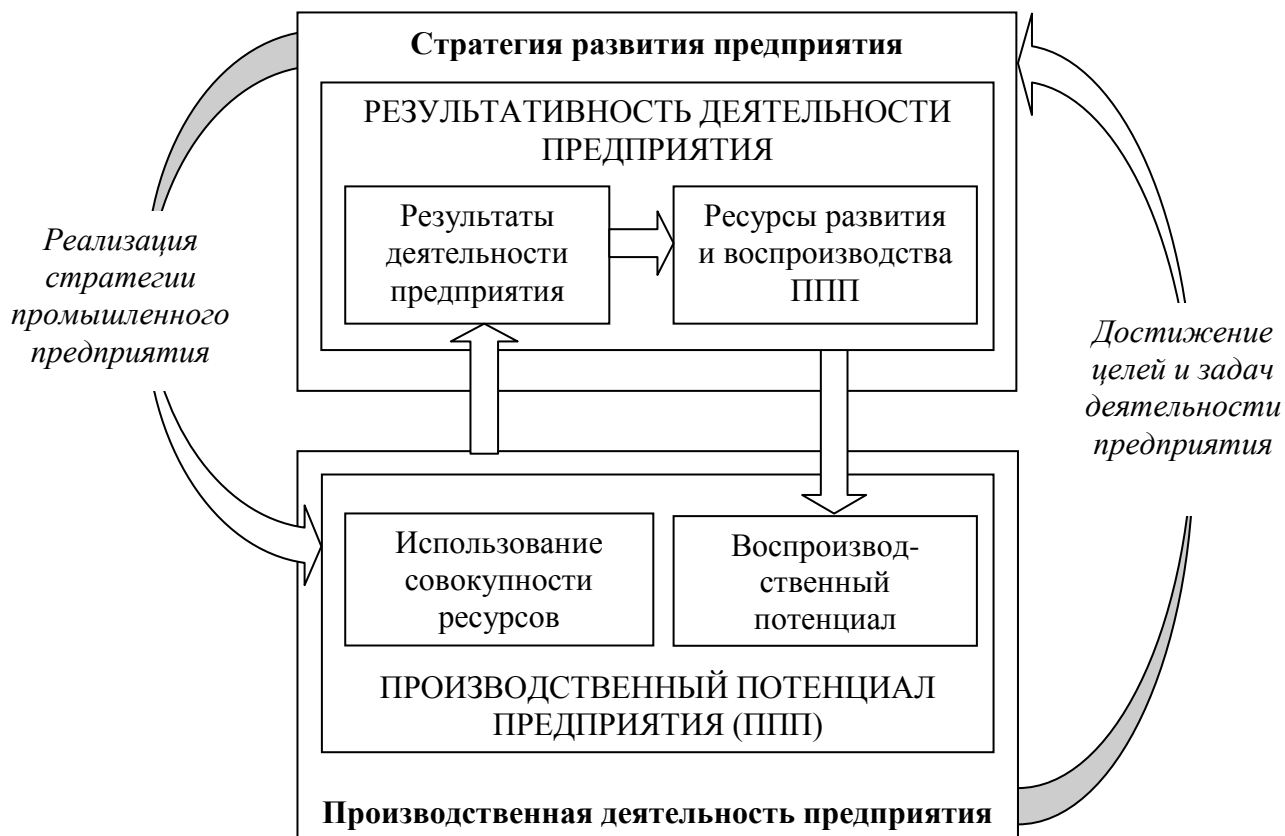 Стратегия развития предприятия
РЕЗУЛЬТАТИВНОСТЬ ДЕЯТЕЛЬНОСТИ
ПРЕДПРИЯТИЯ
Результаты
деятельности
предприятия
Ресурсы развития
и воспроизводства
ППП
Реализация
стратегии
промышленного
предприятия
Достижение
целей и задач
деятельности
предприятия
Использование
совокупности
ресурсов
Воспроизвод-
ственный
потенциал
ПРОИЗВОДСТВЕННЫЙ ПОТЕНЦИАЛ
ПРЕДПРИЯТИЯ (ППП)
Производственная деятельность предприятия